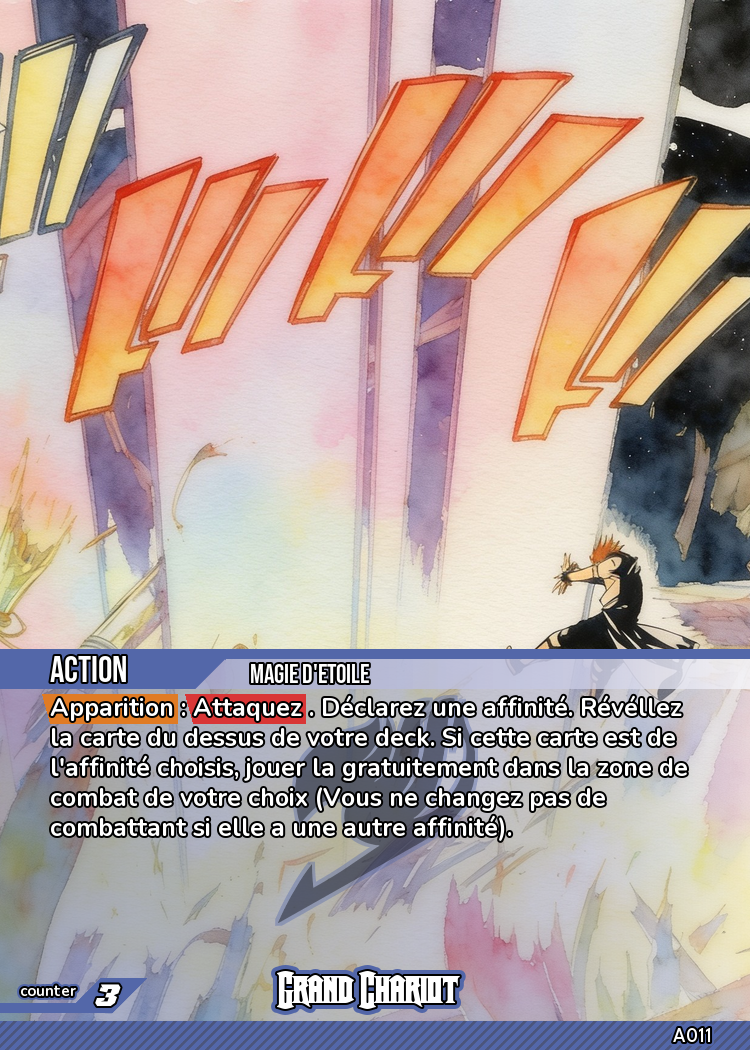 ACTION
MAGIE D'ETOILE
Apparition : Attaquez . Déclarez une affinité. Révéllez
la carte du dessus de votre deck. Si cette carte est de
l'affinité choisis, jouer la gratuitement dans la zone de
combat de votre choix (Vous ne changez pas de
combattant si elle a une autre affinité).
counter 3
GRAND CHARIOT
A011